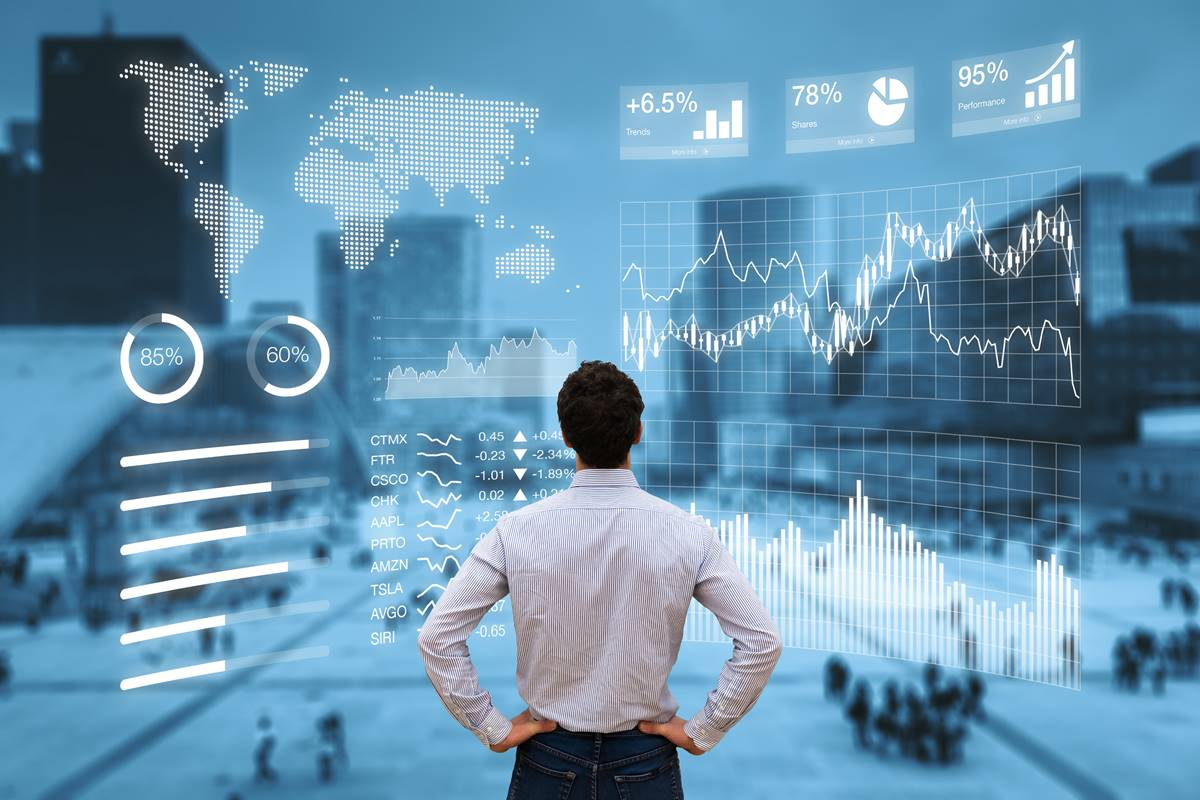 +6.5%
Trends
More info
78%
Shares
More info
95%
Performance
More info
85%
60%
CTMX 0.45 ▲ +0.45
FTR -0.23 ▼ -2.34%
CSCO -1.01 ▼ -1.89%
CHK 0.02 ▲
AAPL
PRTO
AMZN
TSLA
AVGO
SIRI -0.65